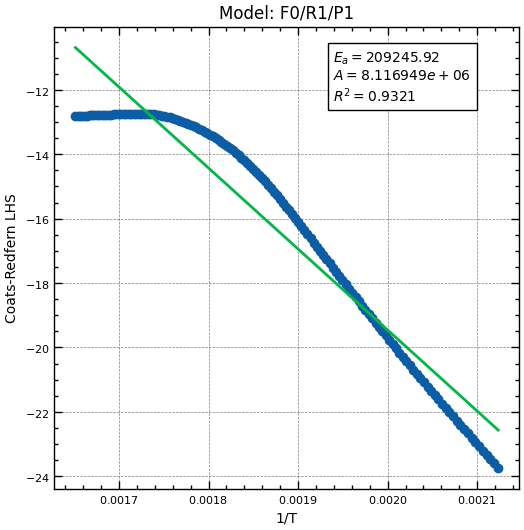 Model: F0/R1/P1
E_a = 209245.92
A = 8.116949e + 06
R² = 0.9321
−12
−14
−16
−18
−20
−22
−24
Coats-Redfern LHS
0.0017 0.0018 0.0019 0.0020 0.0021
1/T